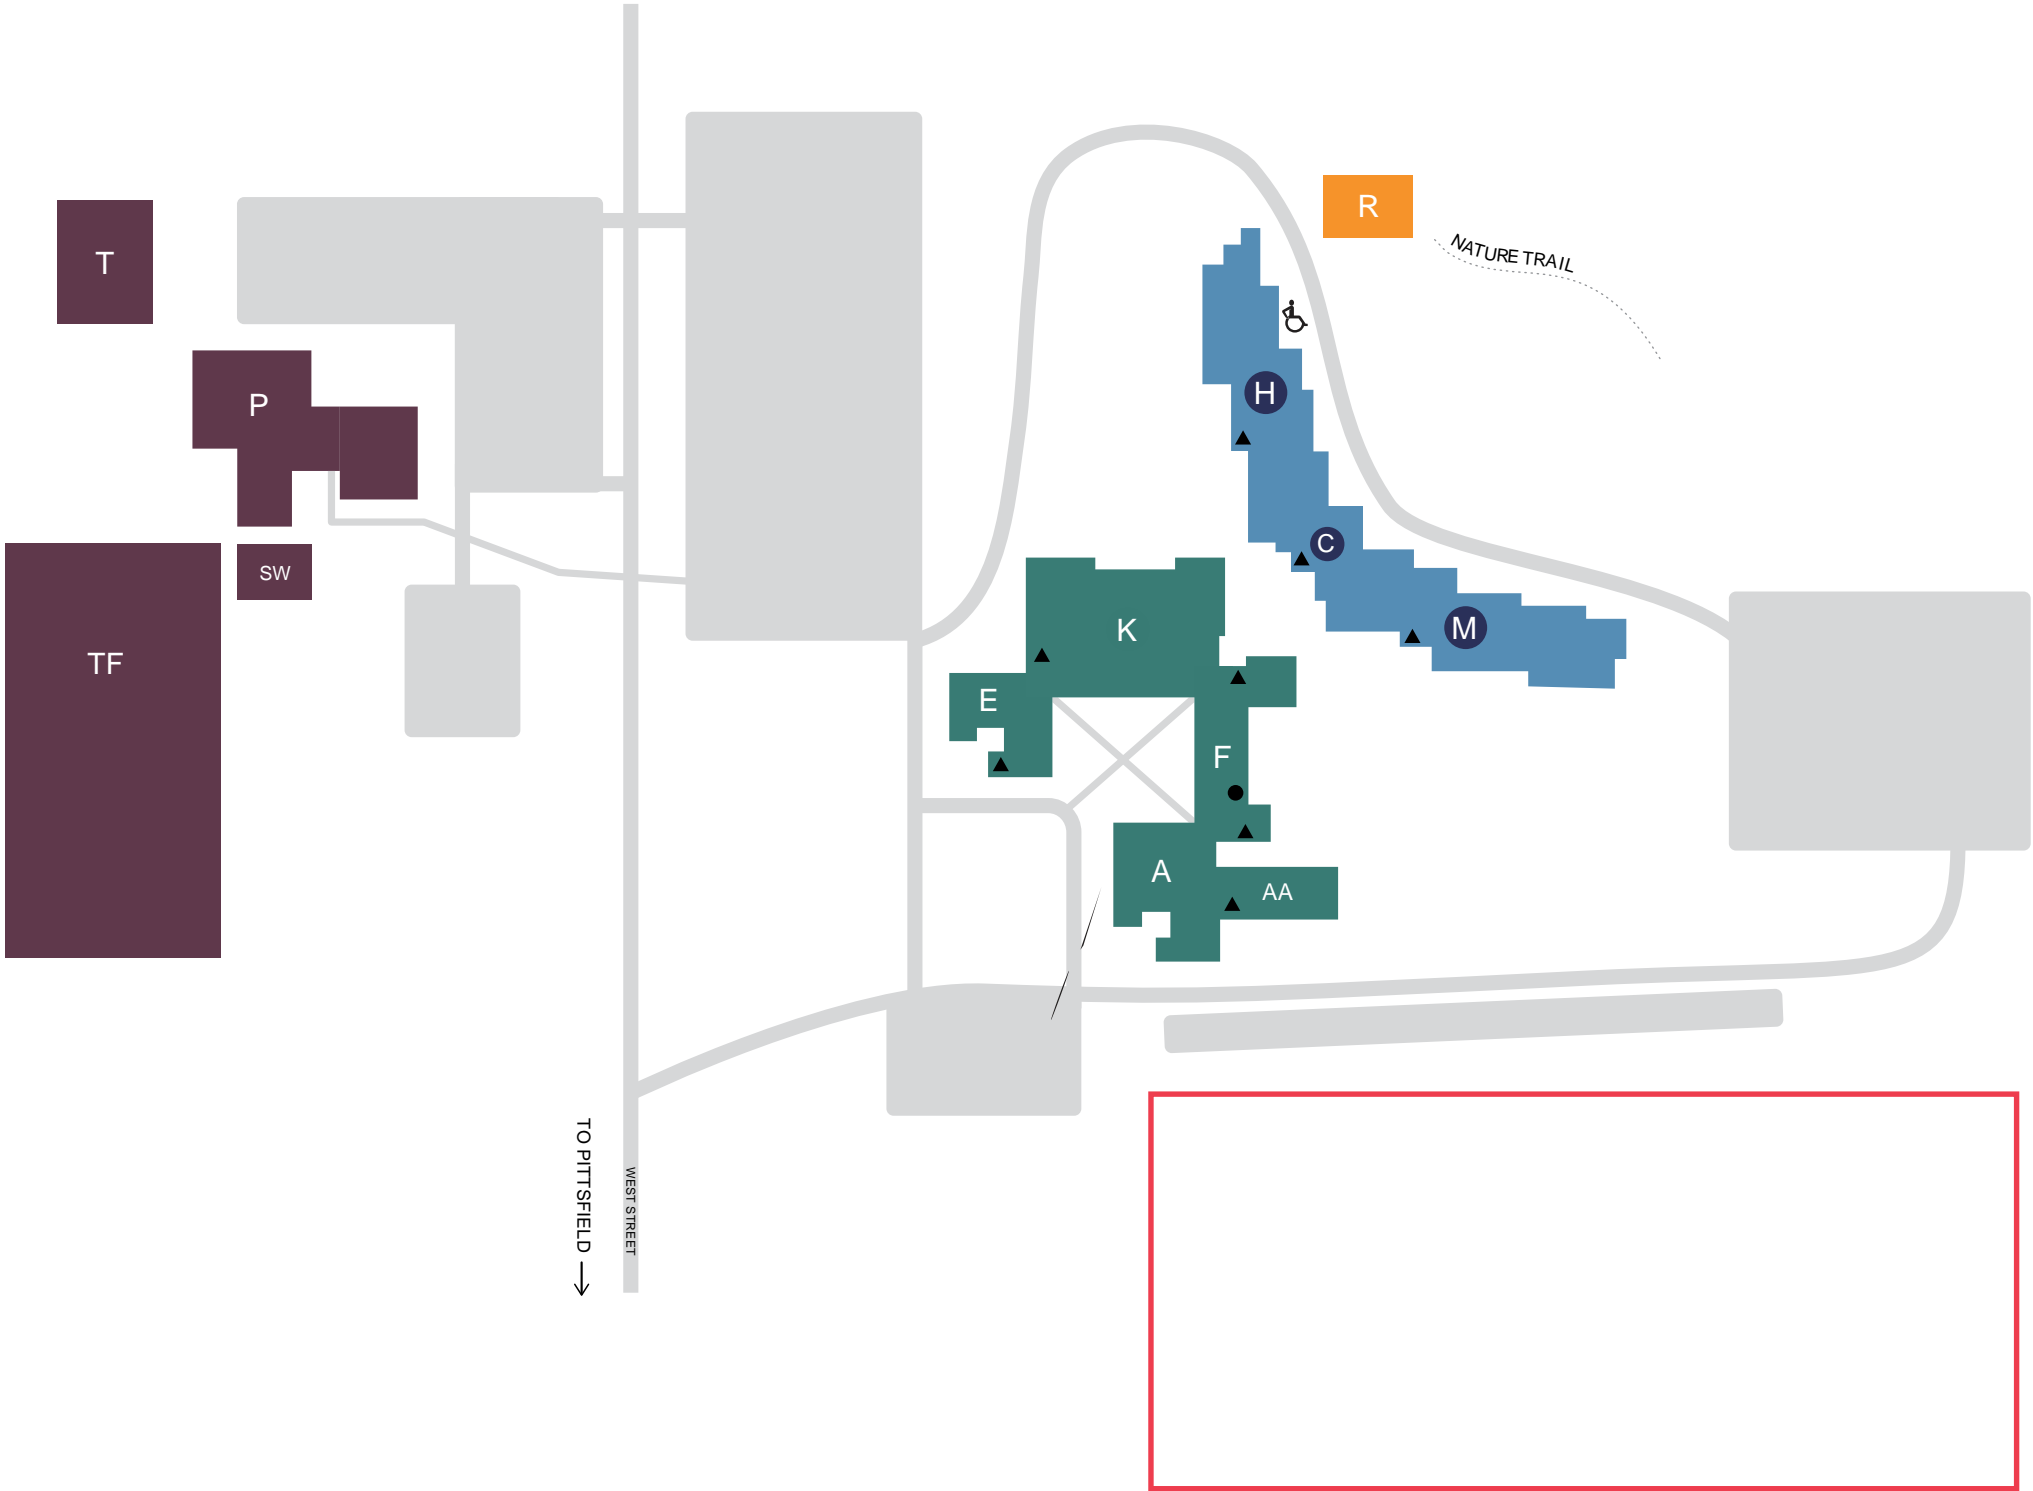 R
NATURE TRAIL
T
H
P
C
SW
K
M
TF
E
F
A
AA
TO PITTSFIELD
WEST STREET